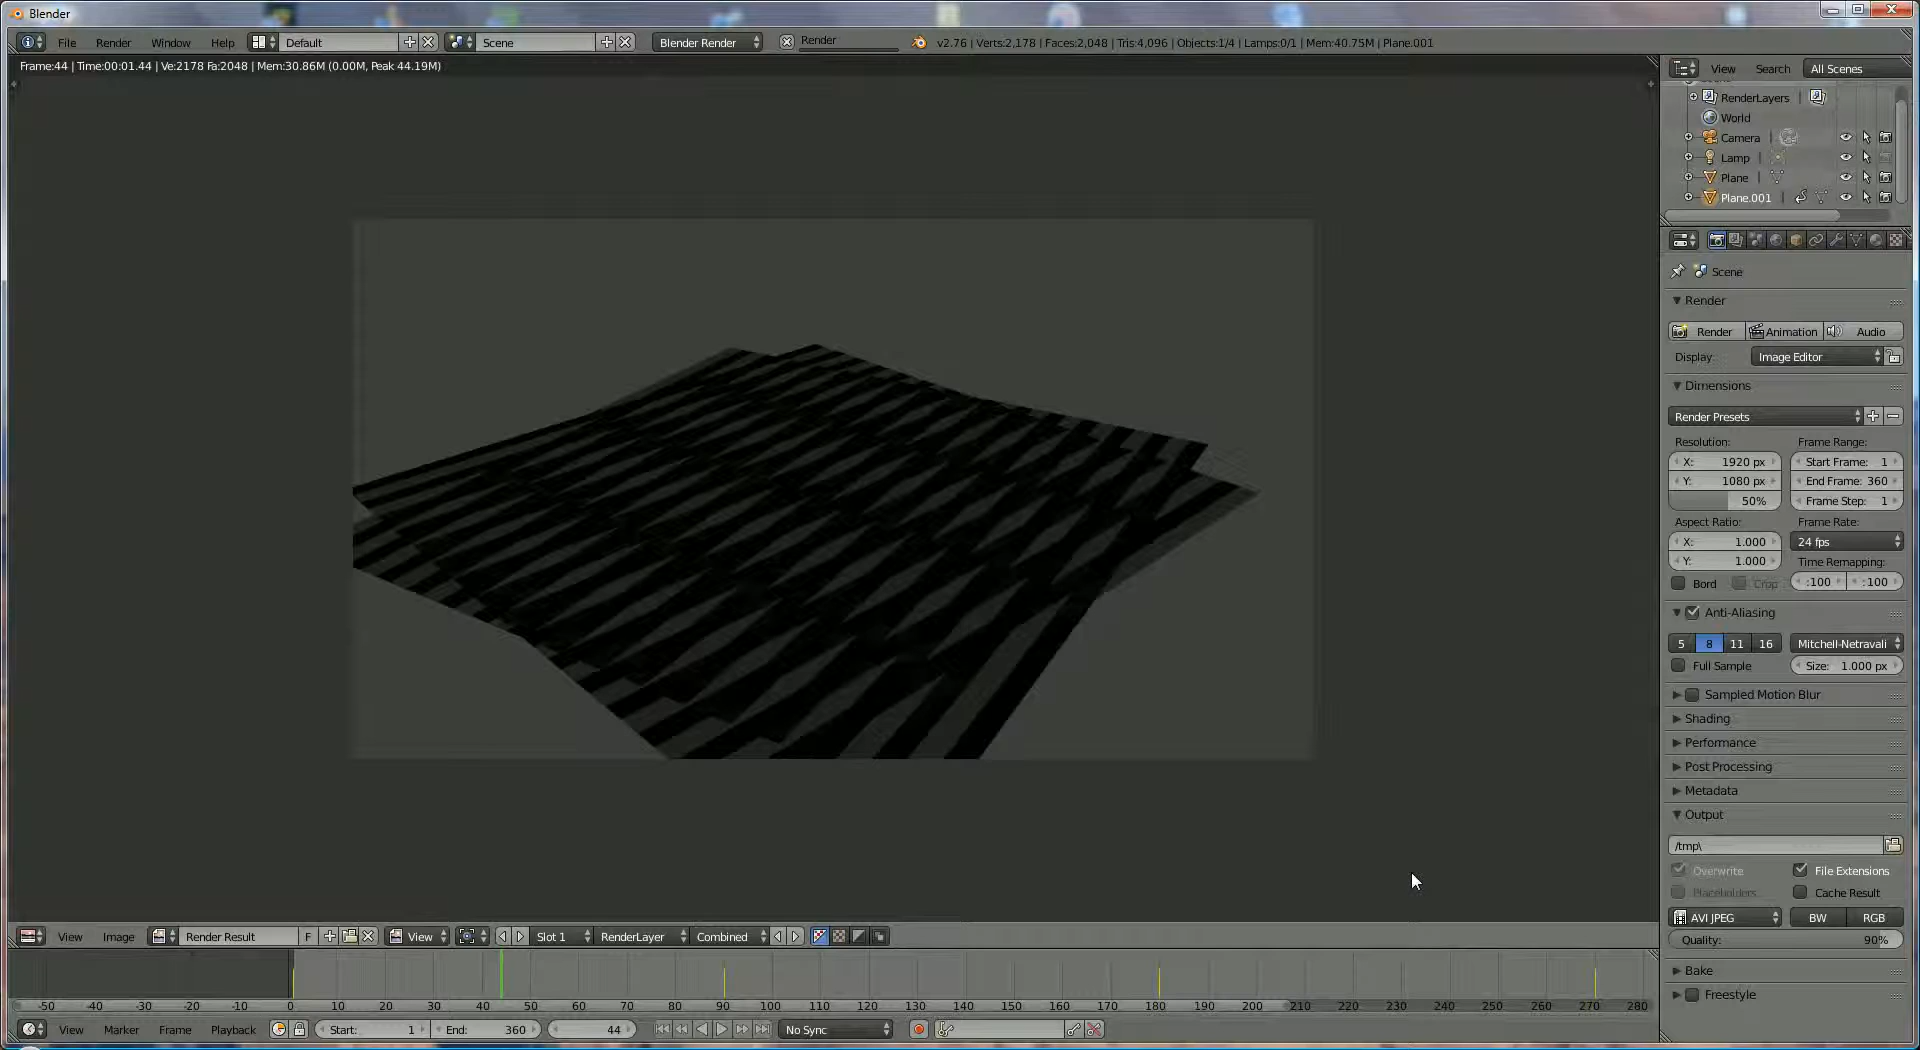 Blender
File Render Window Help Default Scene Blender Render Render v2.76 | Verts:2,178 | Faces:2,048 | Tris:4,096 | Objects:1/4 | Lamps:0/1 | Mem:40.75M | Plane.001
Frame:44 | Time:00:01.44 | Ve:2178 Fa:2048 | Mem:30.86M (0.00M, Peak 44.19M)
View Search All Scenes
RenderLayers
World
Camera
Lamp
Plane
Plane.001
Scene
Render
Render Animation Audio
Display: Image Editor
Dimensions
Render Presets
Resolution: Frame Range:
X: 1920 px Start Frame: 1
Y: 1080 px End Frame: 360
50% Frame Step: 1
Aspect Ratio: Frame Rate:
X: 1.000 24 fps
Y: 1.000 Time Remapping:
Bord Crop :100 :100
Anti-Aliasing
5 8 11 16 Mitchell-Netravali
Full Sample Size: 1.000 px
Sampled Motion Blur
Shading
Performance
Post Processing
Metadata
Output
/tmp\
Overwrite File Extensions
Placeholders Cache Result
AVI JPEG BW RGB
Quality: 90%
Bake
Freestyle
View Image Render Result F View Slot 1 RenderLayer Combined
-50 -40 -30 -20 -10 0 10 20 30 40 50 60 70 80 90 100 110 120 130 140 150 160 170 180 190 200 210 220 230 240 250 260 270 280
View Marker Frame Playback Start: 1 End: 360 44 No Sync